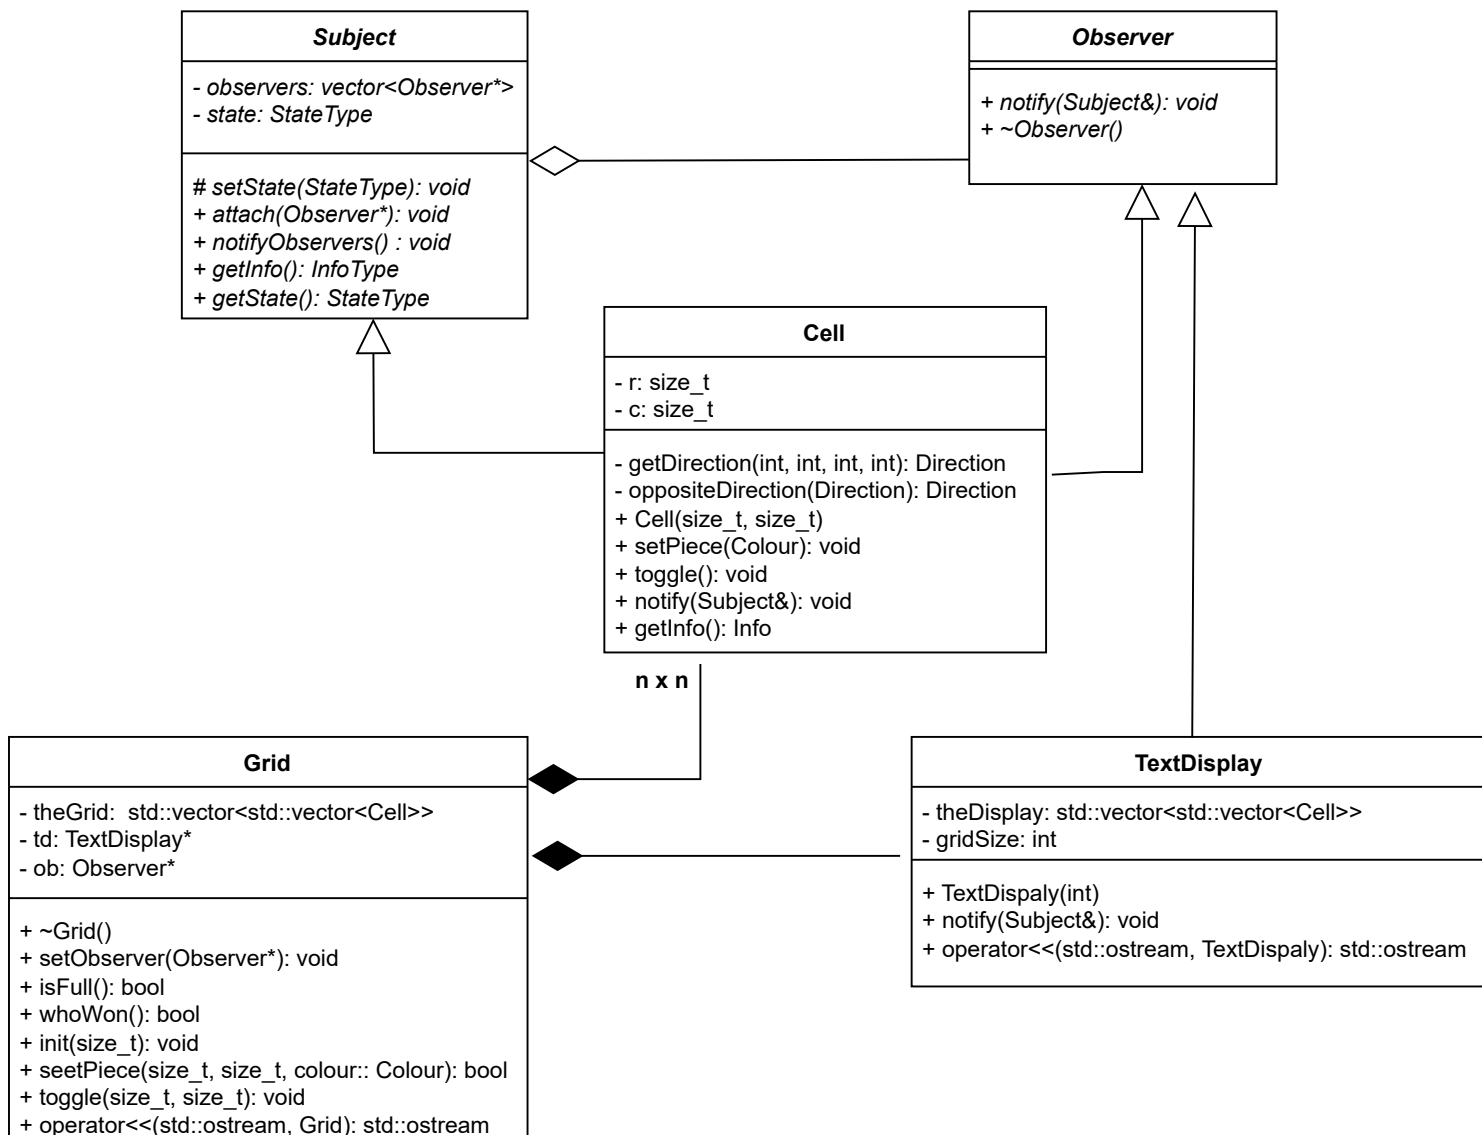 Subject
- observers: vector<Observer*>
- state: StateType
# setState(StateType): void
+ attach(Observer*): void
+ notifyObservers() : void
+ getInfo(): InfoType
+ getState(): StateType
Observer
+ notify(Subject&): void
+ ~Observer()
Cell
- r: size_t
- c: size_t
- getDirection(int, int, int, int): Direction
- oppositeDirection(Direction): Direction
+ Cell(size_t, size_t)
+ setPiece(Colour): void
+ toggle(): void
+ notify(Subject&): void
+ getInfo(): Info
n x n
Grid
- theGrid:  std::vector<std::vector<Cell>>
- td: TextDisplay*
- ob: Observer*
+ ~Grid()
+ setObserver(Observer*): void
+ isFull(): bool
+ whoWon(): bool
+ init(size_t): void
+ seetPiece(size_t, size_t, colour:: Colour): bool
+ toggle(size_t, size_t): void
+ operator<<(std::ostream, Grid): std::ostream
TextDisplay
- theDisplay: std::vector<std::vector<Cell>>
- gridSize: int
+ TextDispaly(int)
+ notify(Subject&): void
+ operator<<(std::ostream, TextDispaly): std::ostream